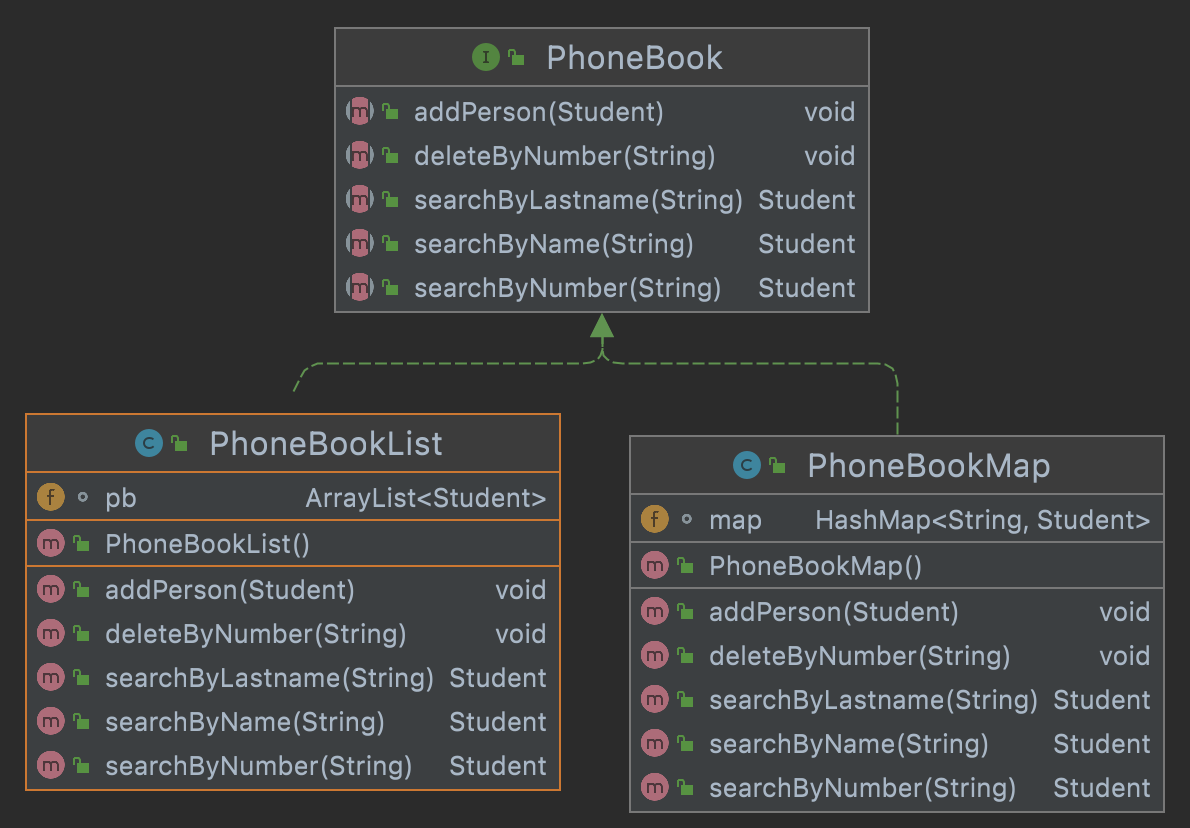 I PhoneBook
m addPerson(Student) void
m deleteByNumber(String) void
m searchByLastname(String) Student
m searchByName(String) Student
m searchByNumber(String) Student
C PhoneBookList
f pb ArrayList<Student>
m PhoneBookList()
m addPerson(Student) void
m deleteByNumber(String) void
m searchByLastname(String) Student
m searchByName(String) Student
m searchByNumber(String) Student
C PhoneBookMap
f map HashMap<String, Student>
m PhoneBookMap()
m addPerson(Student) void
m deleteByNumber(String) void
m searchByLastname(String) Student
m searchByName(String) Student
m searchByNumber(String) Student